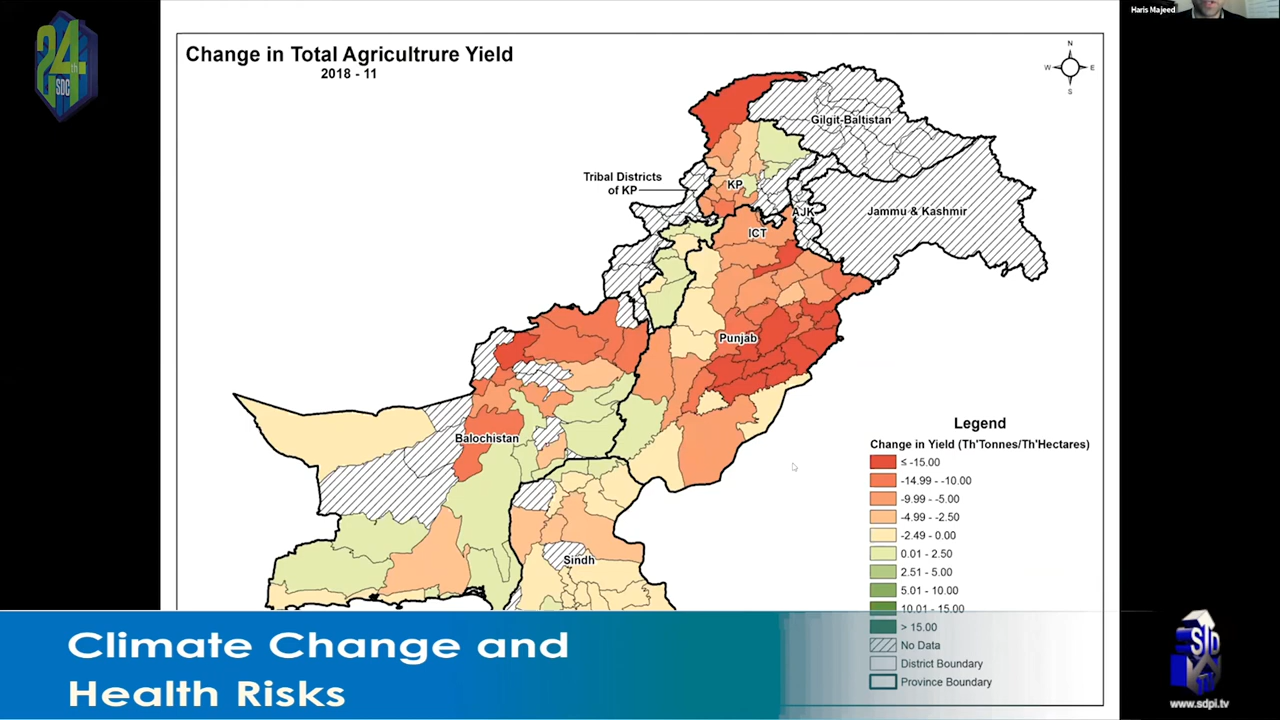 Haris Majeed
24th
SDC
Change in Total Agricultrure Yield
2018 - 11
N
W
E
S
Gilgit-Baltistan
Tribal Districts
of KP
KP
AJK
Jammu & Kashmir
ICT
Punjab
Balochistan
Sindh
Legend
Change in Yield (Th'Tonnes/Th'Hectares)
≤ -15.00
-14.99 - -10.00
-9.99 - -5.00
-4.99 - -2.50
-2.49 - 0.00
0.01 - 2.50
2.51 - 5.00
5.01 - 10.00
10.01 - 15.00
> 15.00
No Data
District Boundary
Province Boundary
Climate Change and
Health Risks
www.sdpi.tv